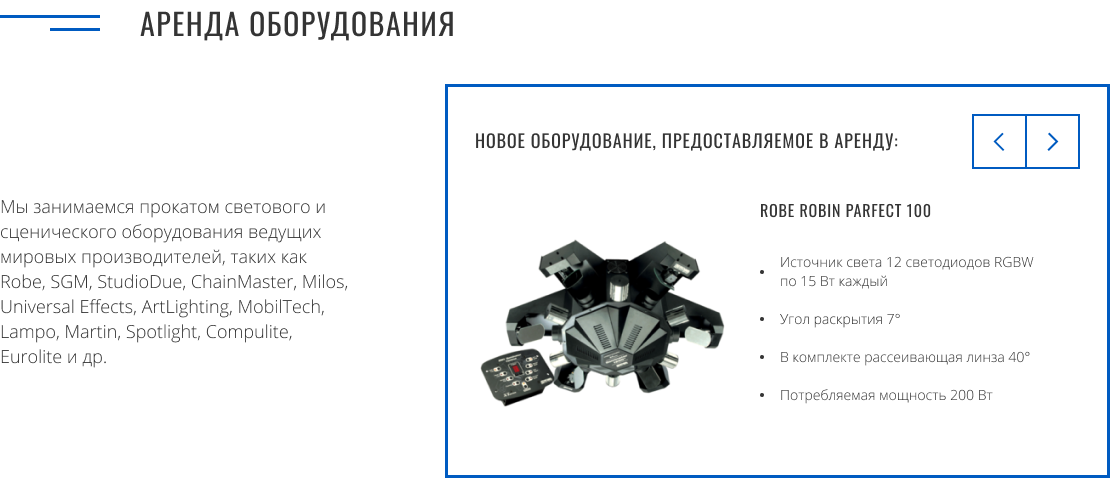 АРЕНДА ОБОРУДОВАНИЯ
Мы занимаемся прокатом светового и
сценического оборудования ведущих
мировых производителей, таких как
Robe, SGM, StudioDue, ChainMaster, Milos,
Universal Effects, ArtLighting, MobilTech,
Lampo, Martin, Spotlight, Compulite,
Eurolite и др.
НОВОЕ ОБОРУДОВАНИЕ, ПРЕДОСТАВЛЯЕМОЕ В АРЕНДУ:
ROBE ROBIN PARFECT 100
• Источник света 12 светодиодов RGBW
по 15 Вт каждый
• Угол раскрытия 7°
• В комплекте рассеивающая линза 40°
• Потребляемая мощность 200 Вт